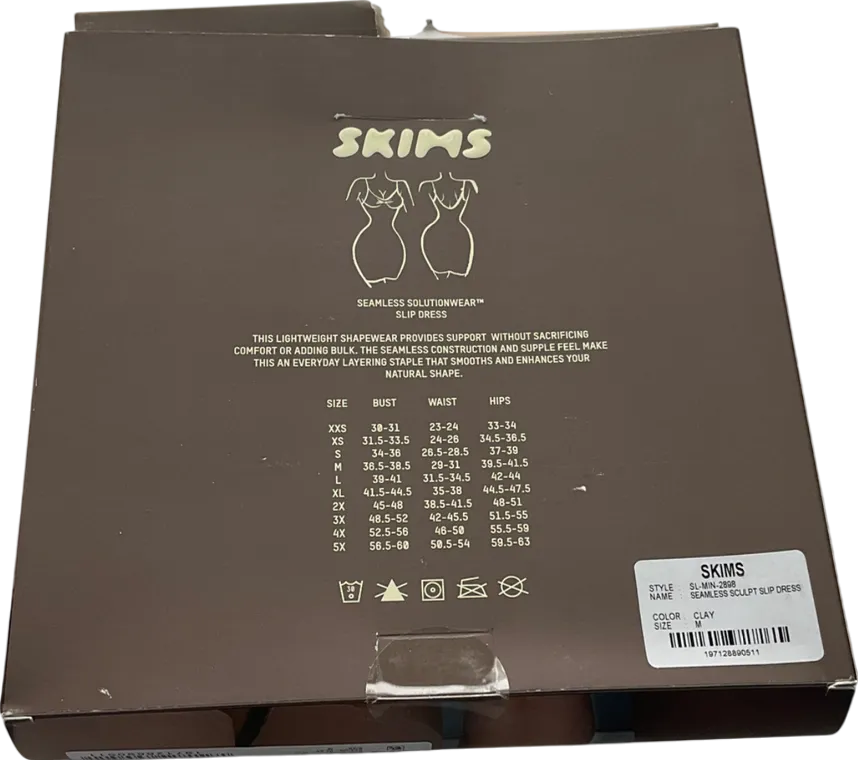 SKIMS
SEAMLESS SOLUTIONWEAR™
SLIP DRESS
THIS LIGHTWEIGHT SHAPEWEAR PROVIDES SUPPORT WITHOUT SACRIFICING
COMFORT OR ADDING BULK. THE SEAMLESS CONSTRUCTION AND SUPPLE FEEL MAKE
THIS AN EVERYDAY LAYERING STAPLE THAT SMOOTHS AND ENHANCES YOUR
NATURAL SHAPE.
SIZE BUST WAIST HIPS
XXS 30-31 23-24 33-34
XS 31.5-33.5 24-26 34.5-36.5
S 34-36 26.5-28.5 37-39
M 36.5-38.5 29-31 39.5-41.5
L 39-41 31.5-34.5 42-44
XL 41.5-44.5 35-38 44.5-47.5
2X 45-48 38.5-41.5 48-51
3X 48.5-52 42-45.5 51.5-55
4X 52.5-56 46-50 55.5-59
5X 56.5-60 50.5-54 59.5-63
30
SKIMS
STYLE : SL-MIN-2898
NAME : SEAMLESS SCULPT SLIP DRESS
COLOR : CLAY
SIZE : M
197128890511